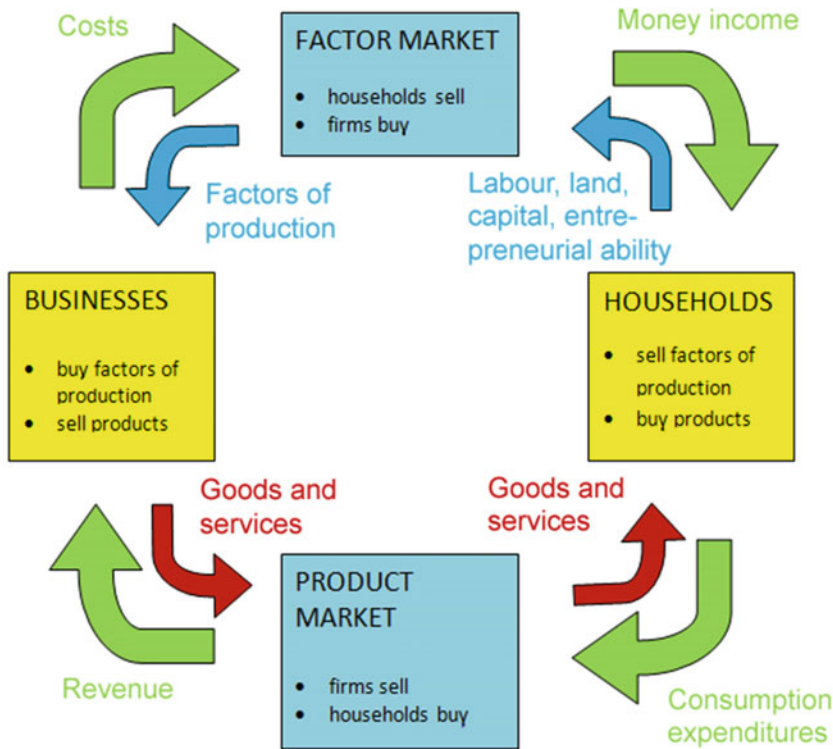 Costs
FACTOR MARKET
• households sell
• firms buy
Money income
Factors of
production
Labour, land,
capital, entre-
preneurial ability
BUSINESSES
• buy factors of
production
• sell products
HOUSEHOLDS
• sell factors of
production
• buy products
Goods and
services
Goods and
services
PRODUCT
MARKET
• firms sell
• households buy
Revenue
Consumption
expenditures